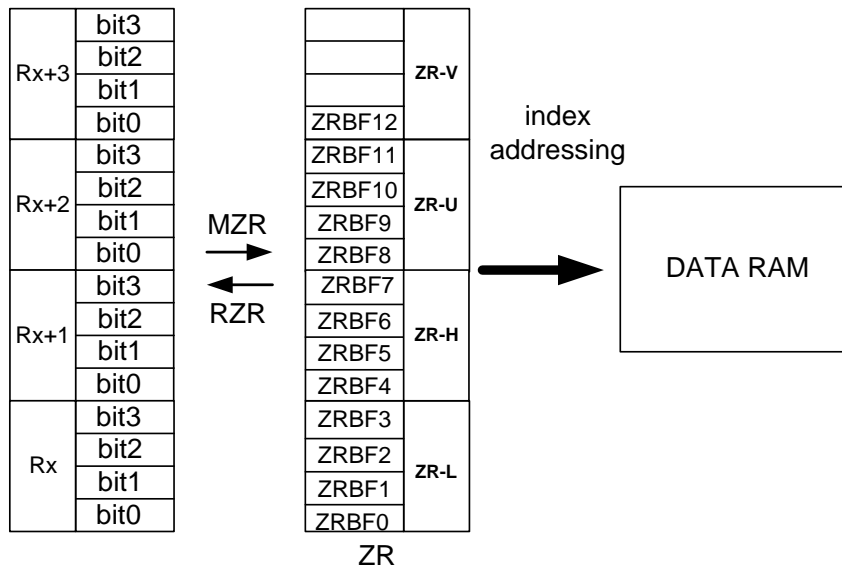 Rx+3
bit3
bit2
bit1
bit0
Rx+2
bit3
bit2
bit1
bit0
Rx+1
bit3
bit2
bit1
bit0
Rx
bit3
bit2
bit1
bit0
MZR
RZR
ZRBF12
ZRBF11
ZRBF10
ZRBF9
ZRBF8
ZRBF7
ZRBF6
ZRBF5
ZRBF4
ZRBF3
ZRBF2
ZRBF1
ZRBF0
ZR-V
ZR-U
ZR-H
ZR-L
ZR
index
addressing
DATA RAM